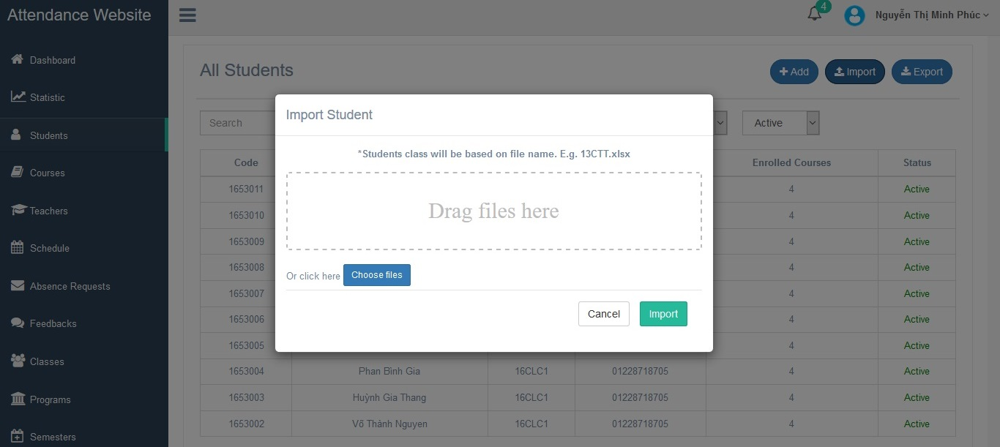 Attendance Website
4
Nguyễn Thị Minh Phúc
Dashboard
Statistic
Students
Courses
Teachers
Schedule
Absence Requests
Feedbacks
Classes
Programs
Semesters
All Students
Add
Import
Export
Search
Active
Code
Enrolled Courses
Status
1653011 4 Active
1653010 4 Active
1653009 4 Active
1653008 4 Active
1653007 4 Active
1653006 4 Active
1653005 4 Active
1653004 Phan Bình Gia 16CLC1 01228718705 4 Active
1653003 Huỳnh Gia Thang 16CLC1 01228718705 4 Active
1653002 Võ Thành Nguyen 16CLC1 01228718705 4 Active
Import Student
*Students class will be based on file name. E.g. 13CTT.xlsx
Drag files here
Or click here Choose files
Cancel
Import